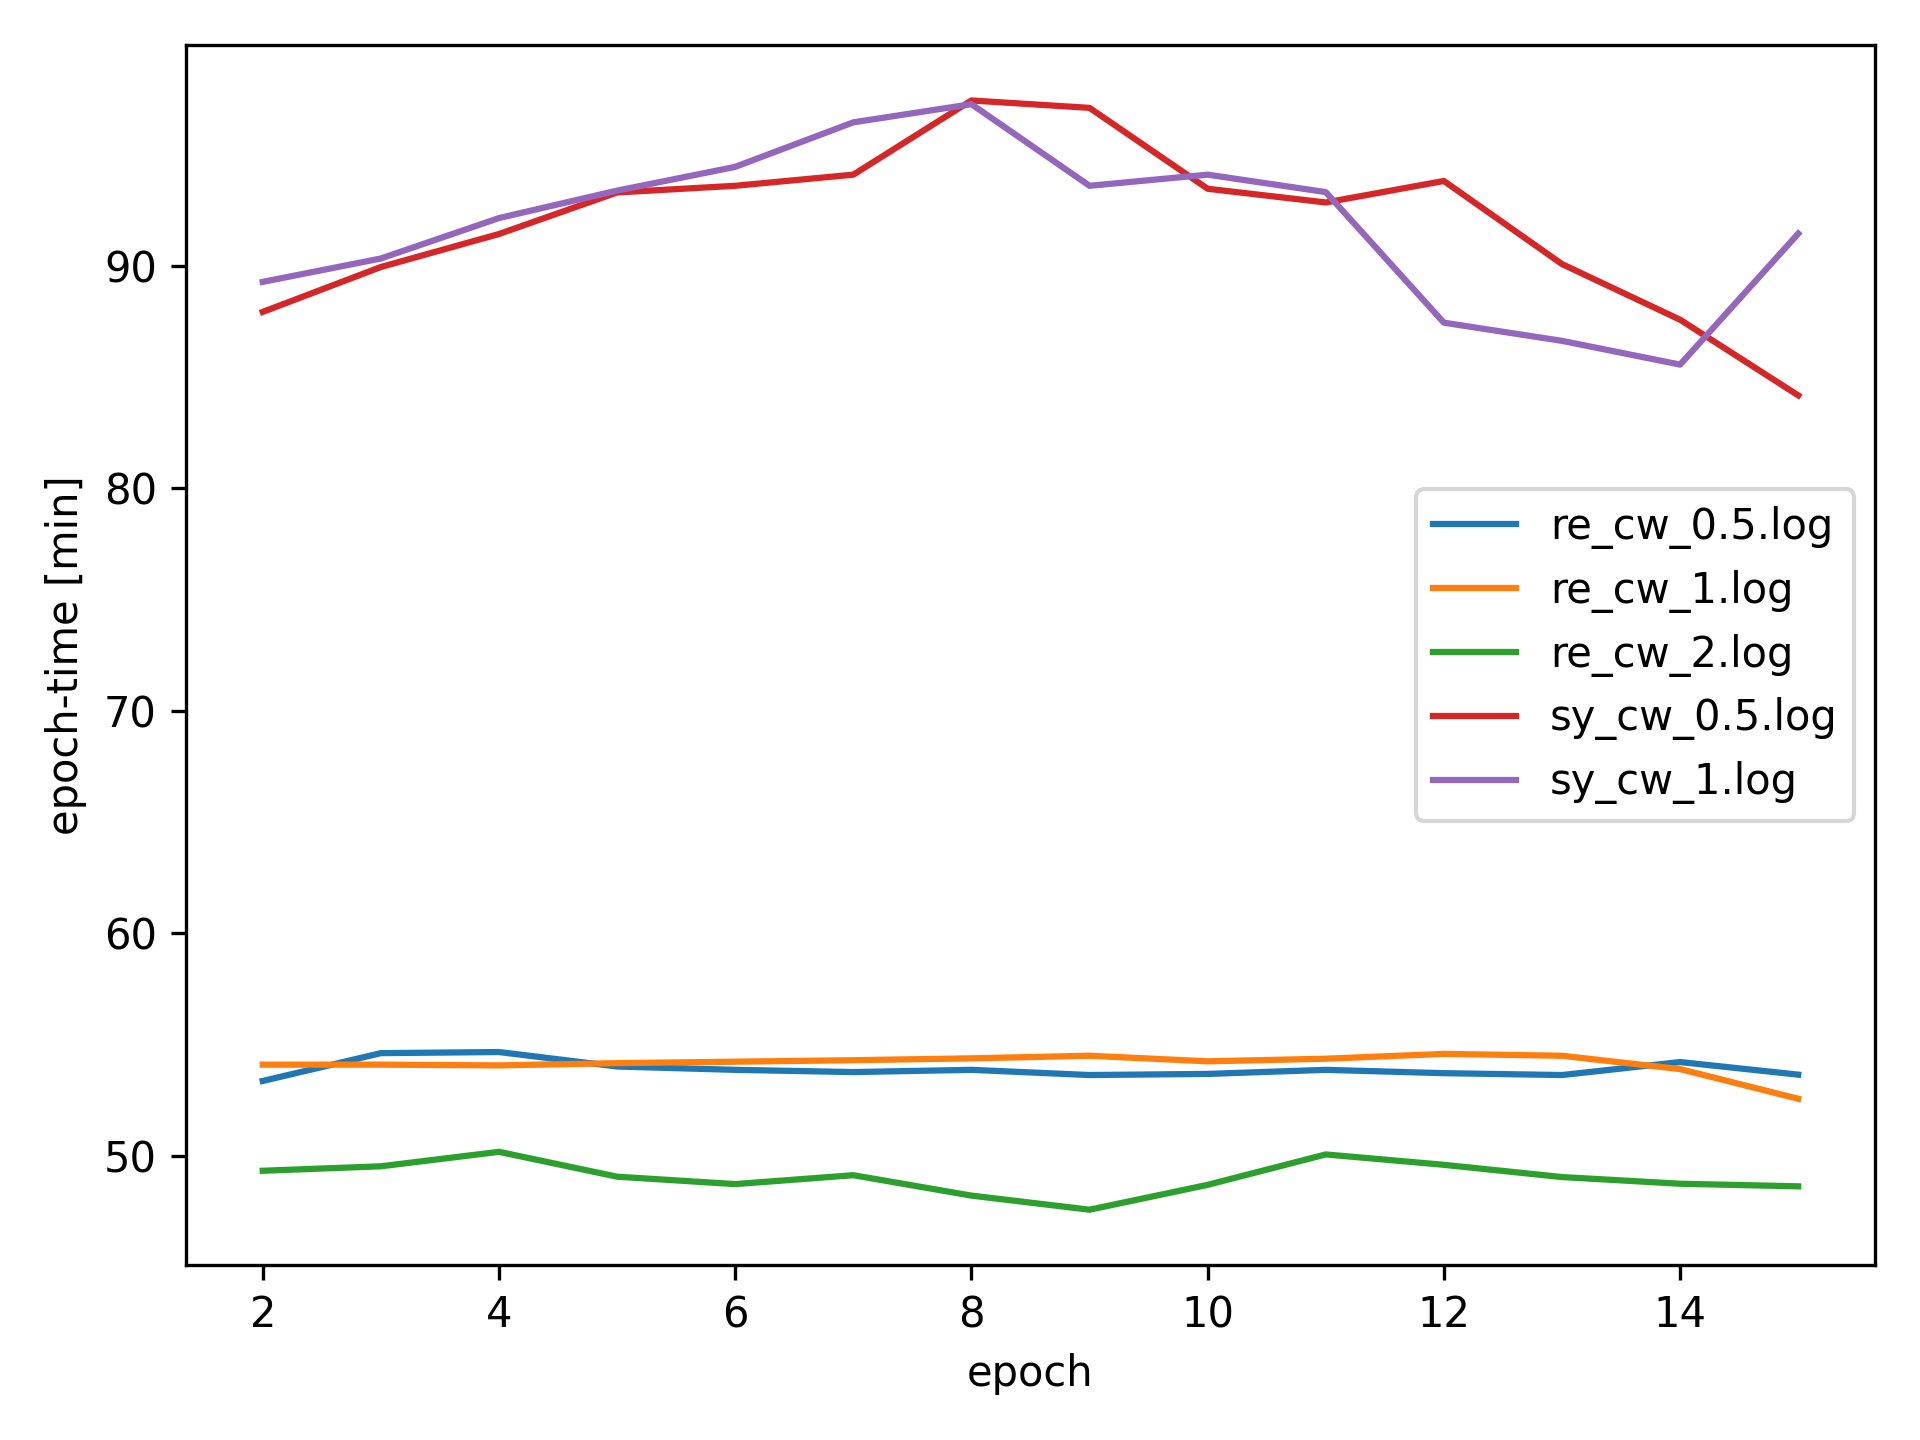 90
80
70
60
50
epoch-time [min]
re_cw_0.5.log
re_cw_1.log
re_cw_2.log
sy_cw_0.5.log
sy_cw_1.log
2 4 6 8 10 12 14
epoch